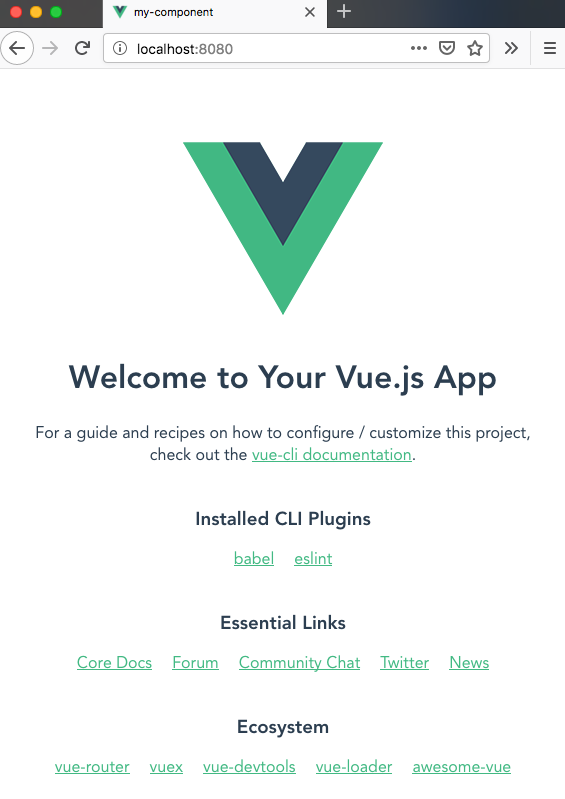 my-component
localhost:8080
Welcome to Your Vue.js App
For a guide and recipes on how to configure / customize this project,
check out the vue-cli documentation.
Installed CLI Plugins
babel eslint
Essential Links
Core Docs Forum Community Chat Twitter News
Ecosystem
vue-router vuex vue-devtools vue-loader awesome-vue